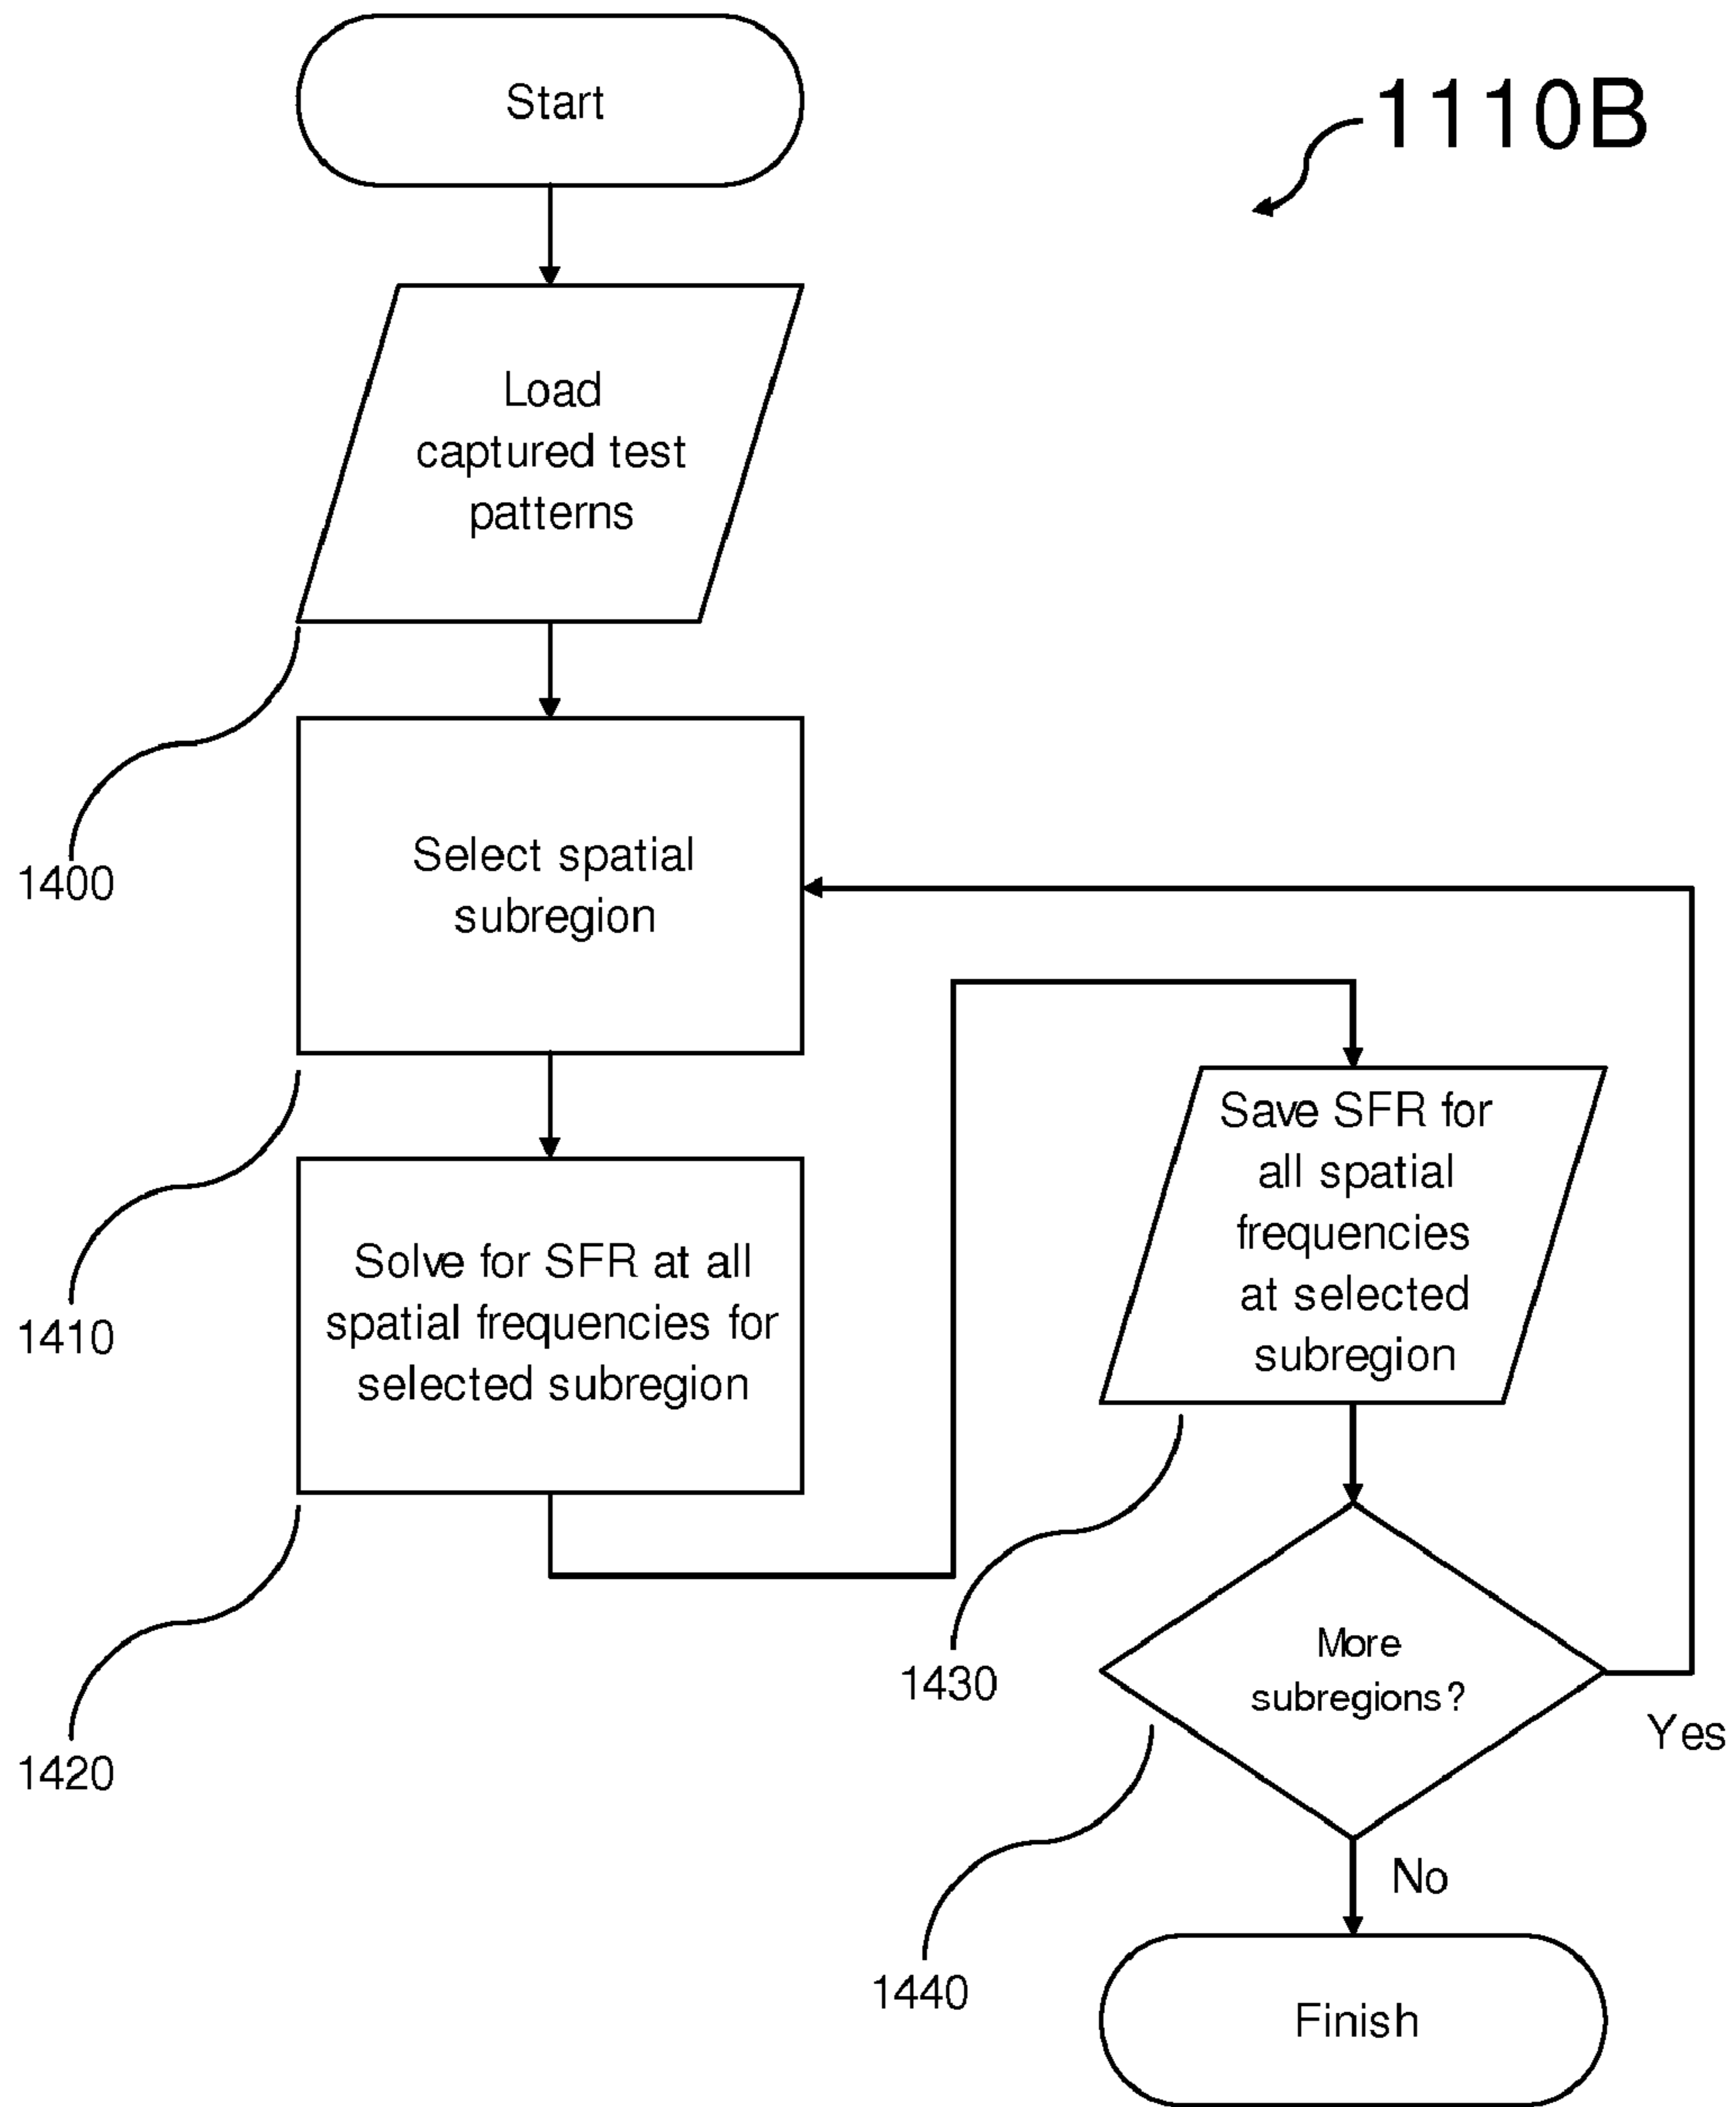 Start
1110B
Load
captured test
patterns
1400
Select spatial
subregion
1410
Solve for SFR at all
spatial frequencies for
selected subregion
1420
Save SFR for
all spatial
frequencies
at selected
subregion
1430
More
subregions?
Yes
1440
No
Finish